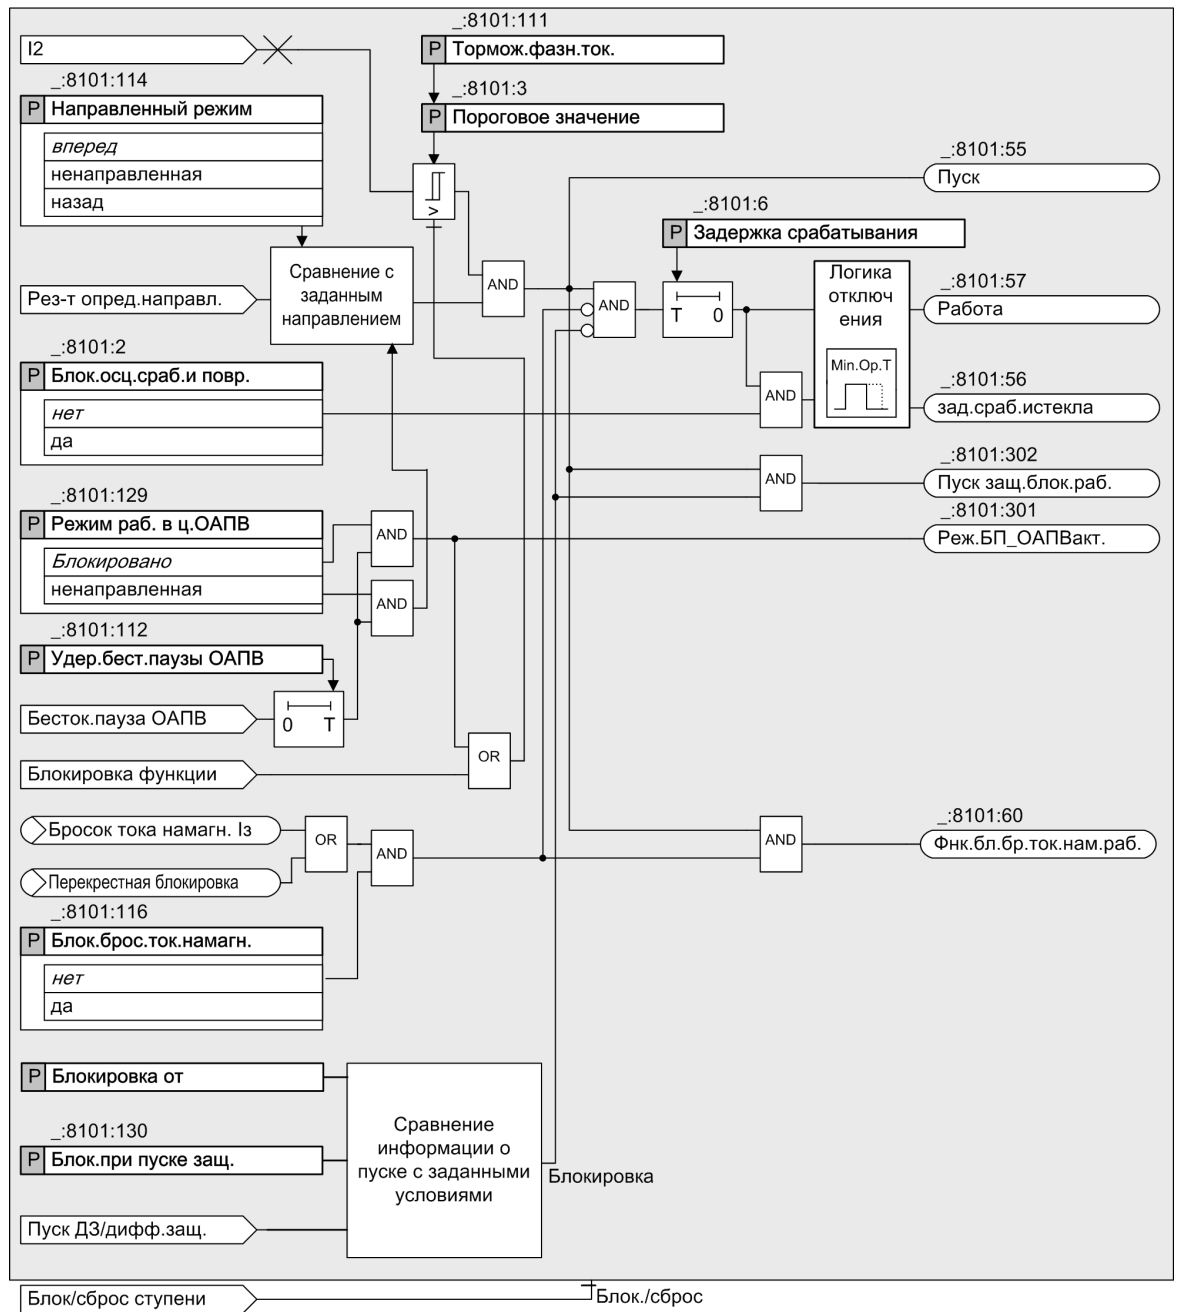 _:8101:111
I2
P Тормож.фазн.ток.
_:8101:114
_:8101:3
P Направленный режим
P Пороговое значение
вперед
ненаправленная
назад
_:8101:55
Пуск
>
_:8101:6
P Задержка срабатывания
Сравнение с
заданным
направлением
AND
AND
T 0
Логика
отключ
ения
Min.Op.T
_:8101:57
Работа
Рез-т опред.направл.
_:8101:2
P Блок.осц.сраб.и повр.
нет
да
AND
_:8101:56
зад.сраб.истекла
_:8101:302
AND
Пуск защ.блок.раб.
_:8101:129
_:8101:301
P Режим раб. в ц.ОАПВ
AND
Реж.БП_ОАПВакт.
Блокировано
ненаправленная
AND
_:8101:112
P Удер.бест.паузы ОАПВ
Бесток.пауза ОАПВ
0 T
OR
Блокировка функции
Бросок тока намагн. Iз
OR
AND
AND
_:8101:60
Фнк.бл.бр.ток.нам.раб.
Перекрестная блокировка
_:8101:116
P Блок.брос.ток.намагн.
нет
да
P Блокировка от
_:8101:130
P Блок.при пуске защ.
Сравнение
информации о
пуске с заданными
условиями
Блокировка
Пуск ДЗ/дифф.защ.
Блок/сброс ступени
Блок./сброс